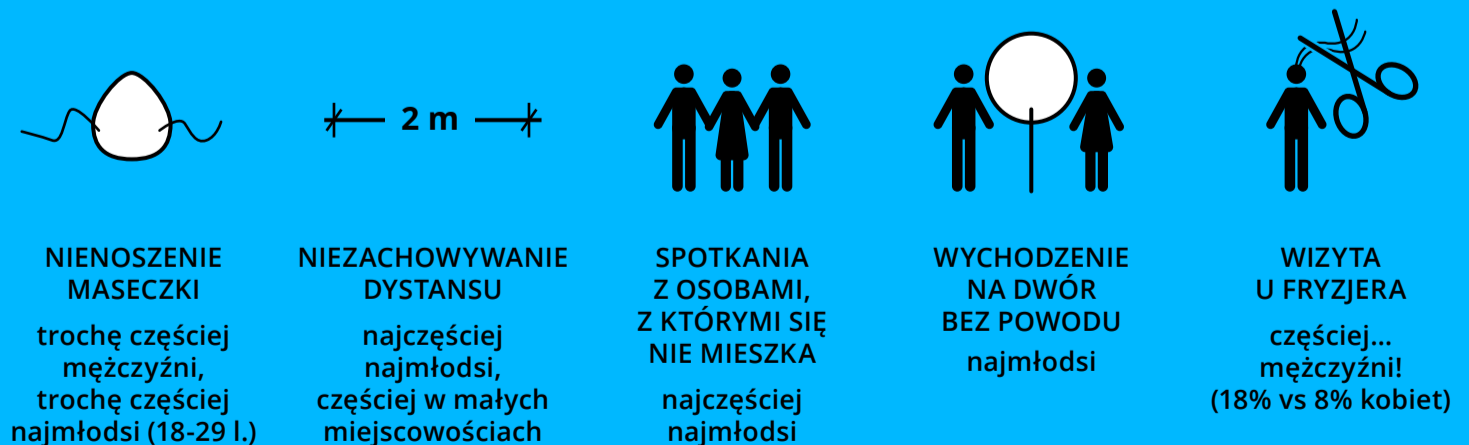 2 m
NIENOSZENIE
MASECZKI
trochę częściej
mężczyźni,
trochę częściej
najmłodsi (18-29 l.)
NIEZACHOWYWANIE
DYSTANSU
najczęściej
najmłodsi,
częściej w małych
miejscowościach
SPOTKANIA
Z OSOBAMI,
Z KTÓRYMI SIĘ
NIE MIESZKA
najczęściej
najmłodsi
WYCHODZENIE
NA DWÓR
BEZ POWODU
najmłodsi
WIZYTA
U FRYZJERA
częściej...
mężczyźni!
(18% vs 8% kobiet)